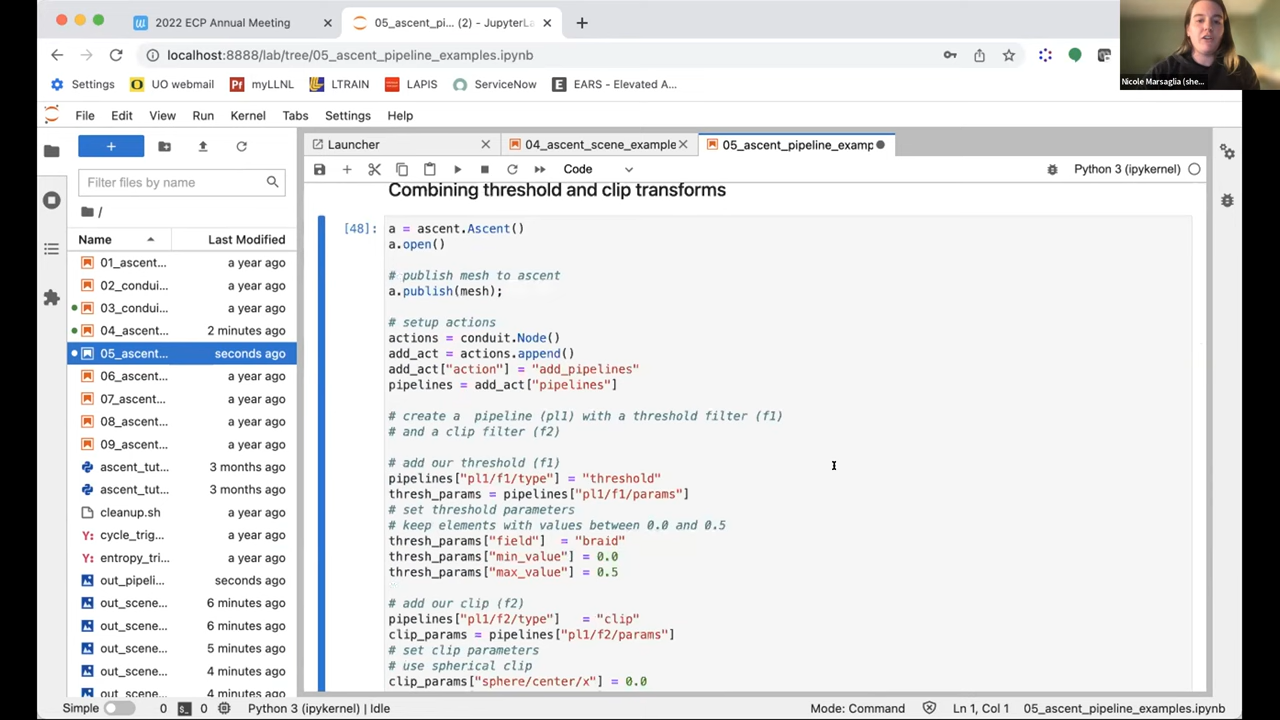 2022 ECP Annual Meeting
05_ascent_pi... (2) - JupyterLa
localhost:8888/lab/tree/05_ascent_pipeline_examples.ipynb
Settings
UO webmail
myLLNL
LTRAIN
LAPIS
ServiceNow
EARS - Elevated A...
Nicole Marsaglia (she...
File Edit View Run Kernel Tabs Settings Help
Launcher
04_ascent_scene_example
05_ascent_pipeline_examp
Filter files by name
Code
Python 3 (ipykernel)
/
Name Last Modified
01_ascent... a year ago
02_condui... a year ago
03_condui... a year ago
04_ascent... 2 minutes ago
05_ascent... seconds ago
06_ascent... a year ago
07_ascent... a year ago
08_ascent... a year ago
09_ascent... a year ago
ascent_tut... 3 months ago
ascent_tut... 3 months ago
cleanup.sh a year ago
cycle_trig... a year ago
entropy_tri... a year ago
out_pipeli... seconds ago
out_scene... 6 minutes ago
out_scene... 6 minutes ago
out_scene... 5 minutes ago
out_scene... 4 minutes ago
out_scene... 4 minutes ago
Combining threshold and clip transforms
[48]:
a = ascent.Ascent()
a.open()
# publish mesh to ascent
a.publish(mesh);
# setup actions
actions = conduit.Node()
add_act = actions.append()
add_act["action"] = "add_pipelines"
pipelines = add_act["pipelines"]
# create a  pipeline (pl1) with a threshold filter (f1)
# and a clip filter (f2)
# add our threshold (f1)
pipelines["pl1/f1/type"] = "threshold"
thresh_params = pipelines["pl1/f1/params"]
# set threshold parameters
# keep elements with values between 0.0 and 0.5
thresh_params["field"]  = "braid"
thresh_params["min_value"] = 0.0
thresh_params["max_value"] = 0.5
# add our clip (f2)
pipelines["pl1/f2/type"]   = "clip"
clip_params = pipelines["pl1/f2/params"]
# set clip parameters
# use spherical clip
clip_params["sphere/center/x"] = 0.0
Simple 0 0 Python 3 (ipykernel) | Idle
Mode: Command Ln 1, Col 1 05_ascent_pipeline_examples.ipynb